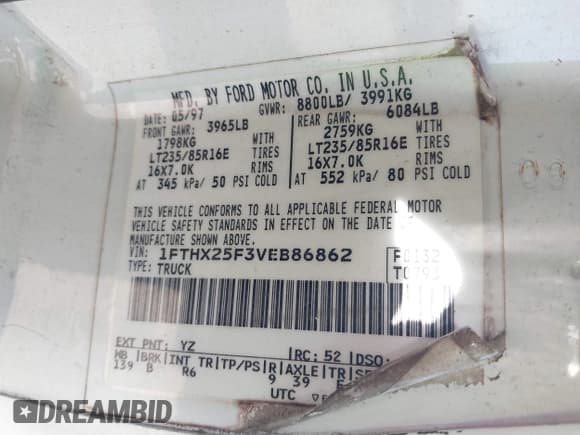 MFD. BY FORD MOTOR CO. IN U.S.A.
DATE: 05/97 GVWR: 8800LB/ 3991KG
FRONT GAWR: 3965LB REAR GAWR: 6084LB
1798KG WITH 2759KG WITH
LT235/85R16E TIRES LT235/85R16E TIRES
16X7.0K RIMS 16X7.0K RIMS
AT 345 kPa/ 50 PSI COLD AT 552 kPa/ 80 PSI COLD
THIS VEHICLE CONFORMS TO ALL APPLICABLE FEDERAL MOTOR
VEHICLE SAFETY STANDARDS IN EFFECT ON THE DATE OF
MANUFACTURE SHOWN ABOVE.
VIN: 1FTHX25F3VEB86862 F0132
TYPE: TRUCK T0793
EXT PNT: YZ RC: 52 DSO:
WB BRK INT TR TP/PS R AXLE TR
139 B R6 9 39
UTC
DREAMBID